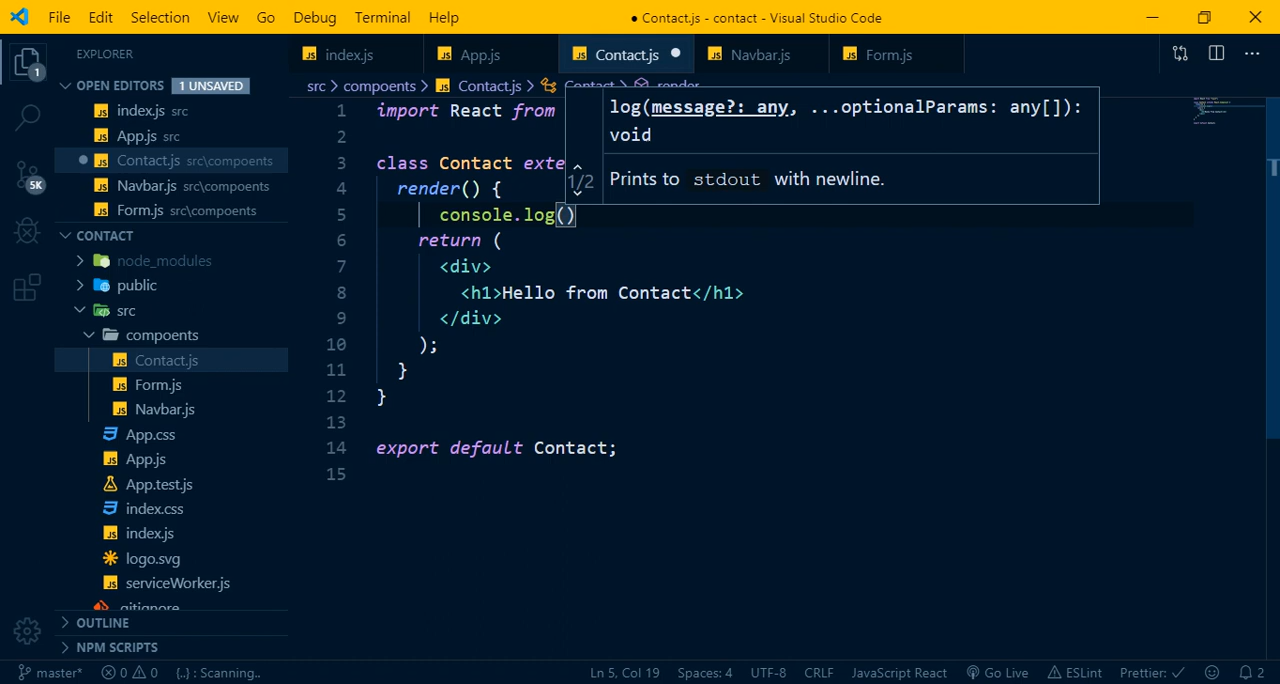 File Edit Selection View Go Debug Terminal Help
● Contact.js - contact - Visual Studio Code
EXPLORER
index.js
App.js
Contact.js
Navbar.js
Form.js
1
OPEN EDITORS 1 UNSAVED
index.js src
App.js src
Contact.js src\compoents
Navbar.js src\compoents
Form.js src\compoents
5K
CONTACT
node_modules
public
src
compoents
Contact.js
Form.js
Navbar.js
App.css
App.js
App.test.js
index.css
index.js
logo.svg
serviceWorker.js
.gitignore
OUTLINE
NPM SCRIPTS
src > compoents > Contact.js > Contact > render
log(message?: any, ...optionalParams: any[]):
void
1/2
Prints to stdout with newline.
1 import React from
2
3 class Contact exte
4 render() {
5 console.log()
6 return (
7 <div>
8 <h1>Hello from Contact</h1>
9 </div>
10 );
11 }
12 }
13
14 export default Contact;
15
master* 0 0 {..} : Scanning.. Ln 5, Col 19 Spaces: 4 UTF-8 CRLF JavaScript React Go Live ESLint Prettier: ✓ 2